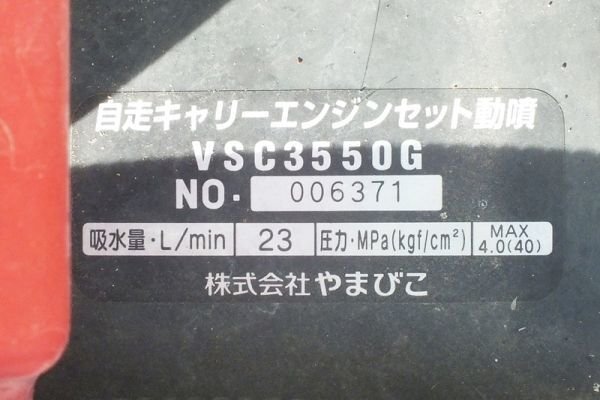 自走キャリーエンジンセット動噴
VSC3550G
NO. 006371
吸水量・L/min 23 圧力・MPa(kgf/cm²) MAX 4.0(40)
株式会社やまびこ